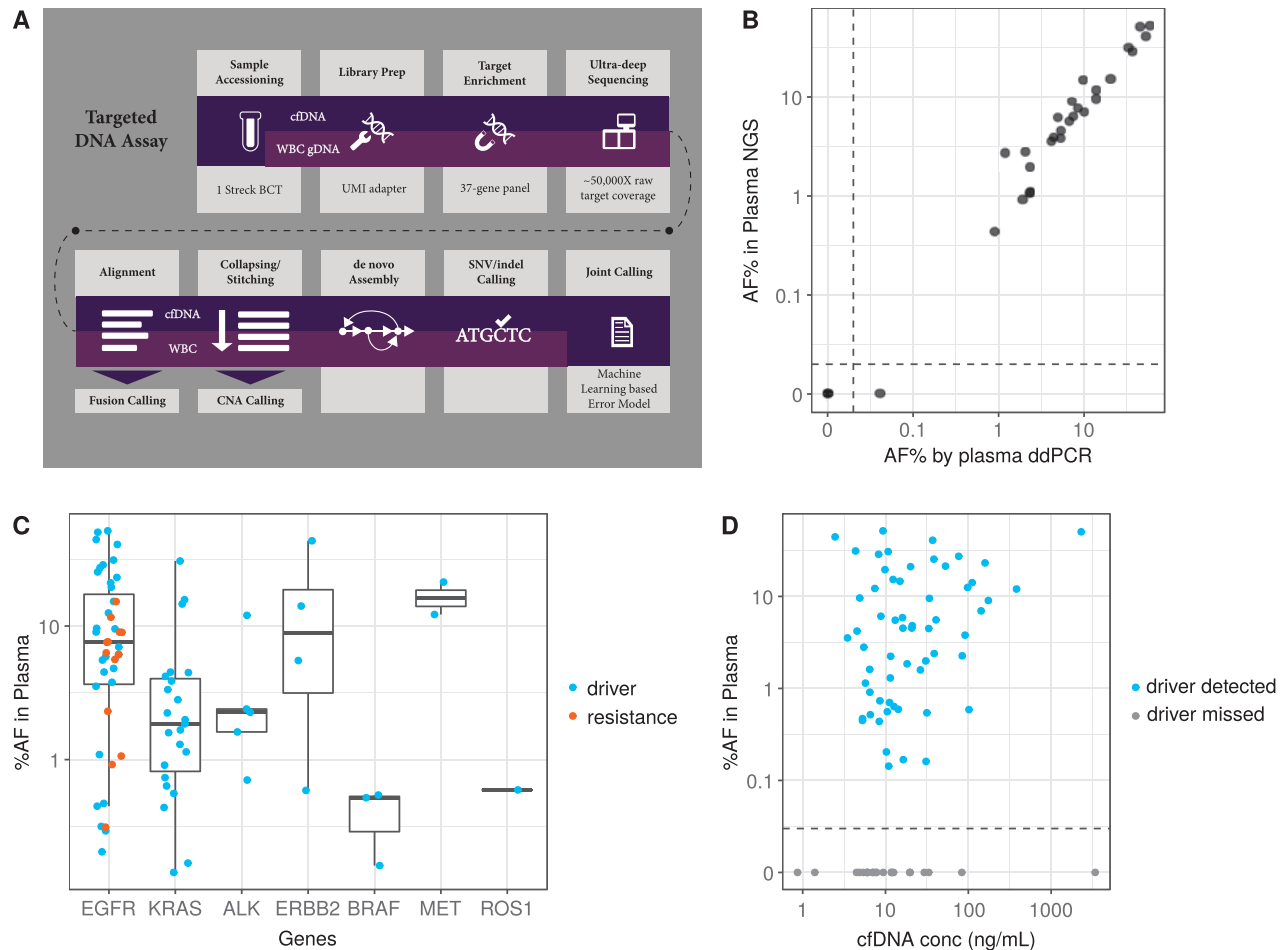 A
Targeted
DNA Assay
Sample
Accessioning
Library Prep
Target
Enrichment
Ultra-deep
Sequencing
cfDNA
WBC gDNA
1 Streck BCT
UMI adapter
37-gene panel
~50,000X raw
target coverage
Alignment
Collapsing/
Stitching
de novo
Assembly
SNV/indel
Calling
Joint Calling
cfDNA
WBC
ATGCTC
Fusion Calling
CNA Calling
Machine
Learning based
Error Model
B
AF% in Plasma NGS
10
1
0.1
0
0
0.1
1
10
AF% by plasma ddPCR
C
%AF in Plasma
10
1
EGFR
KRAS
ALK
ERBB2
BRAF
MET
ROS1
Genes
driver
resistance
D
%AF in Plasma
10
1
0.1
0
1
10
100
1000
cfDNA conc (ng/mL)
driver detected
driver missed